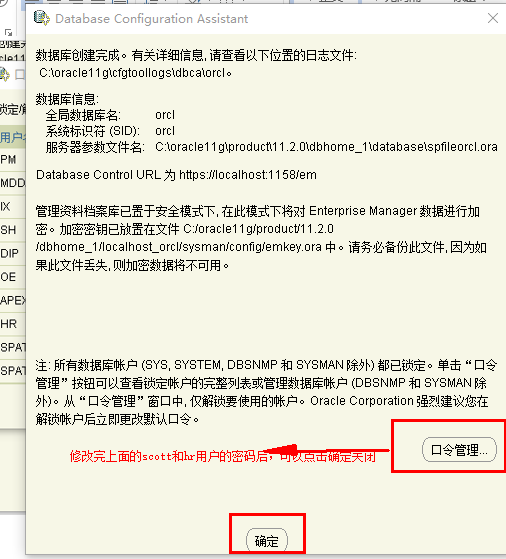 Database Configuration Assistant
数据库创建完成。有关详细信息, 请查看以下位置的日志文件:
C:\oracle11g\cfgtoollogs\dbca\orcl。
数据库信息:
全局数据库名: orcl
系统标识符 (SID): orcl
服务器参数文件名: C:\oracle11g\product\11.2.0\dbhome_1\database\spfileorcl.ora
Database Control URL 为 https://localhost:1158/em
管理资料档案库已置于安全模式下, 在此模式下将对 Enterprise Manager 数据进行加
密。加密密钥已放置在文件 C:/oracle11g/product/11.2.0
/dbhome_1/localhost_orcl/sysman/config/emkey.ora 中。请务必备份此文件, 因为如
果此文件丢失, 则加密数据将不可用。
注: 所有数据库帐户 (SYS, SYSTEM, DBSNMP 和 SYSMAN 除外) 都已锁定。单击“口令
管理”按钮可以查看锁定帐户的完整列表或管理数据库帐户 (DBSNMP 和 SYSMAN 除
外)。从“口令管理”窗口中, 仅解锁要使用的帐户。Oracle Corporation 强烈建议您在
解锁帐户后立即更改默认口令。
修改完上面的scott和hr用户的密码后，可以点击确定关闭
口令管理...
确定
口
锁定/解
用户
PM
MDD
IX
SH
DIP
OE
APEX
HR
SPAT
SPAT